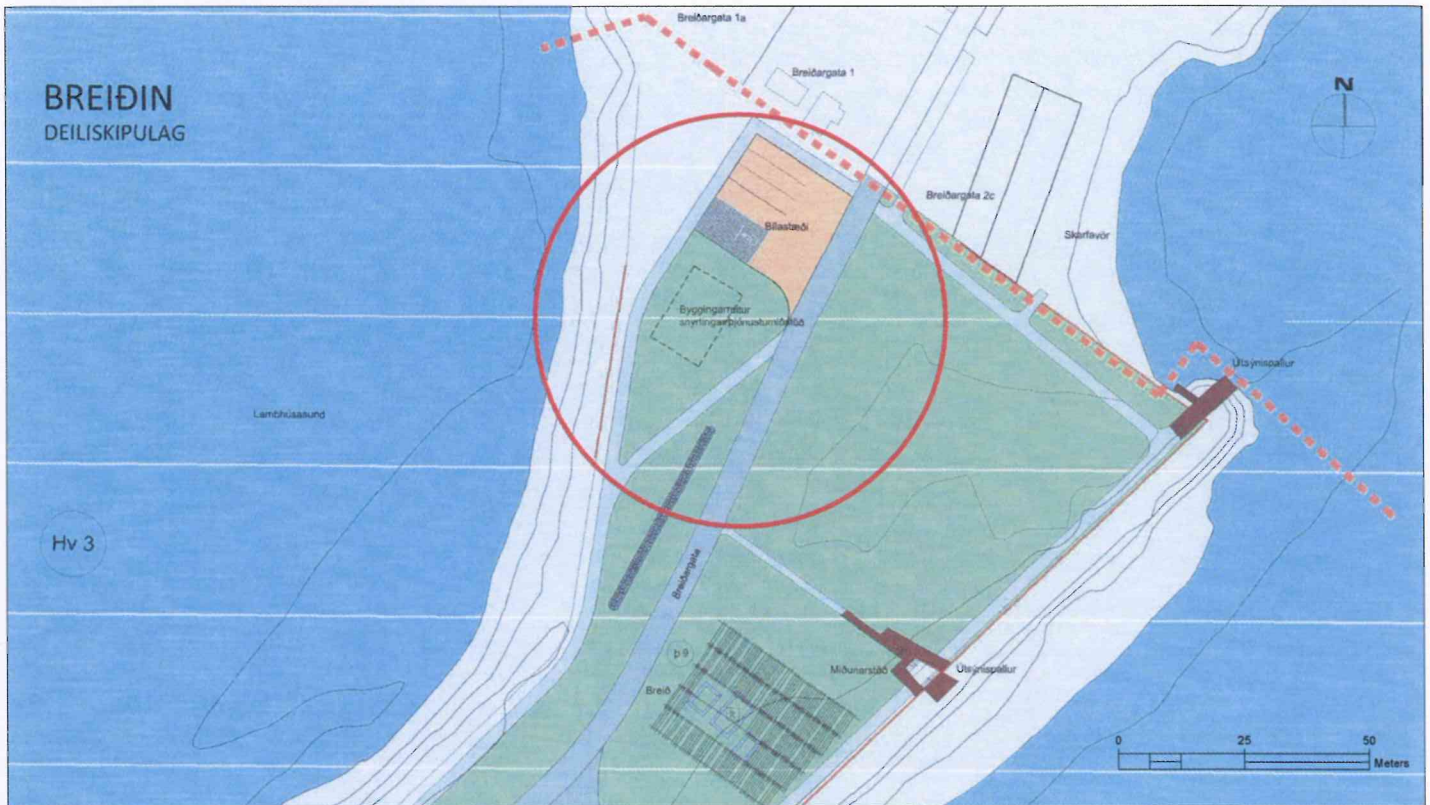 BREIÐIN
DEILISKIPULAG
Breiðargata 1a
Breiðargata 1
N
Breiðargata 2c
Skarfavör
Bílastæði
Byggingarreitur
Útsýnispallur
Lambhúsasund
Hv 3
Breiðargata
þ9
Breið
Miðunarstöð
Útsýnispallur
0 25 50
Meters